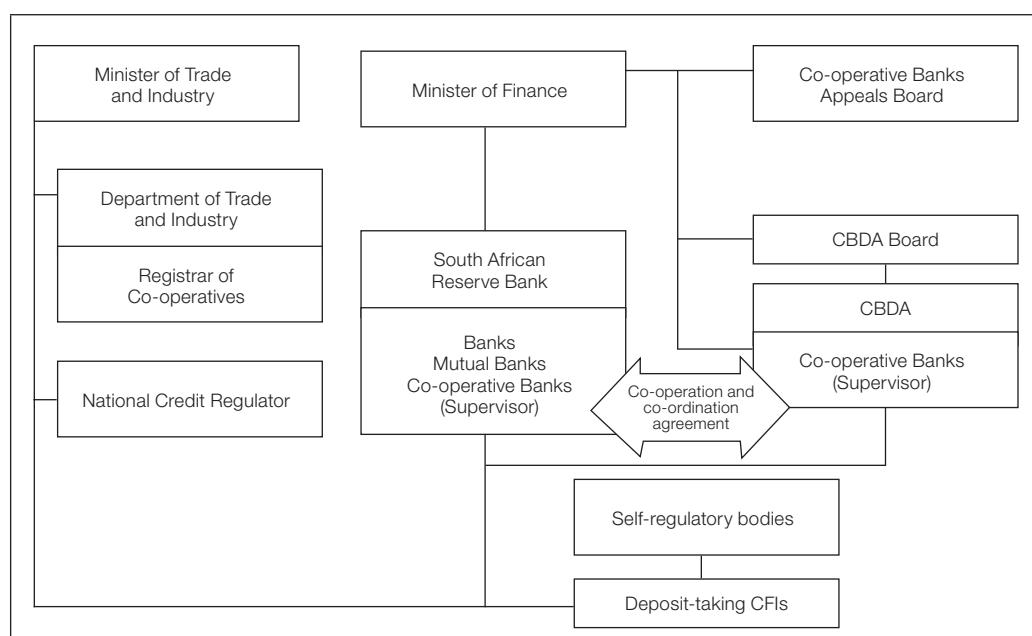 Minister of Trade
and Industry
Minister of Finance
Co-operative Banks
Appeals Board
Department of Trade
and Industry
Registrar of
Co-operatives
South African
Reserve Bank
CBDA Board
CBDA
Banks
Mutual Banks
Co-operative Banks
(Supervisor)
Co-operation and
co-ordination
agreement
Co-operative Banks
(Supervisor)
National Credit Regulator
Self-regulatory bodies
Deposit-taking CFIs